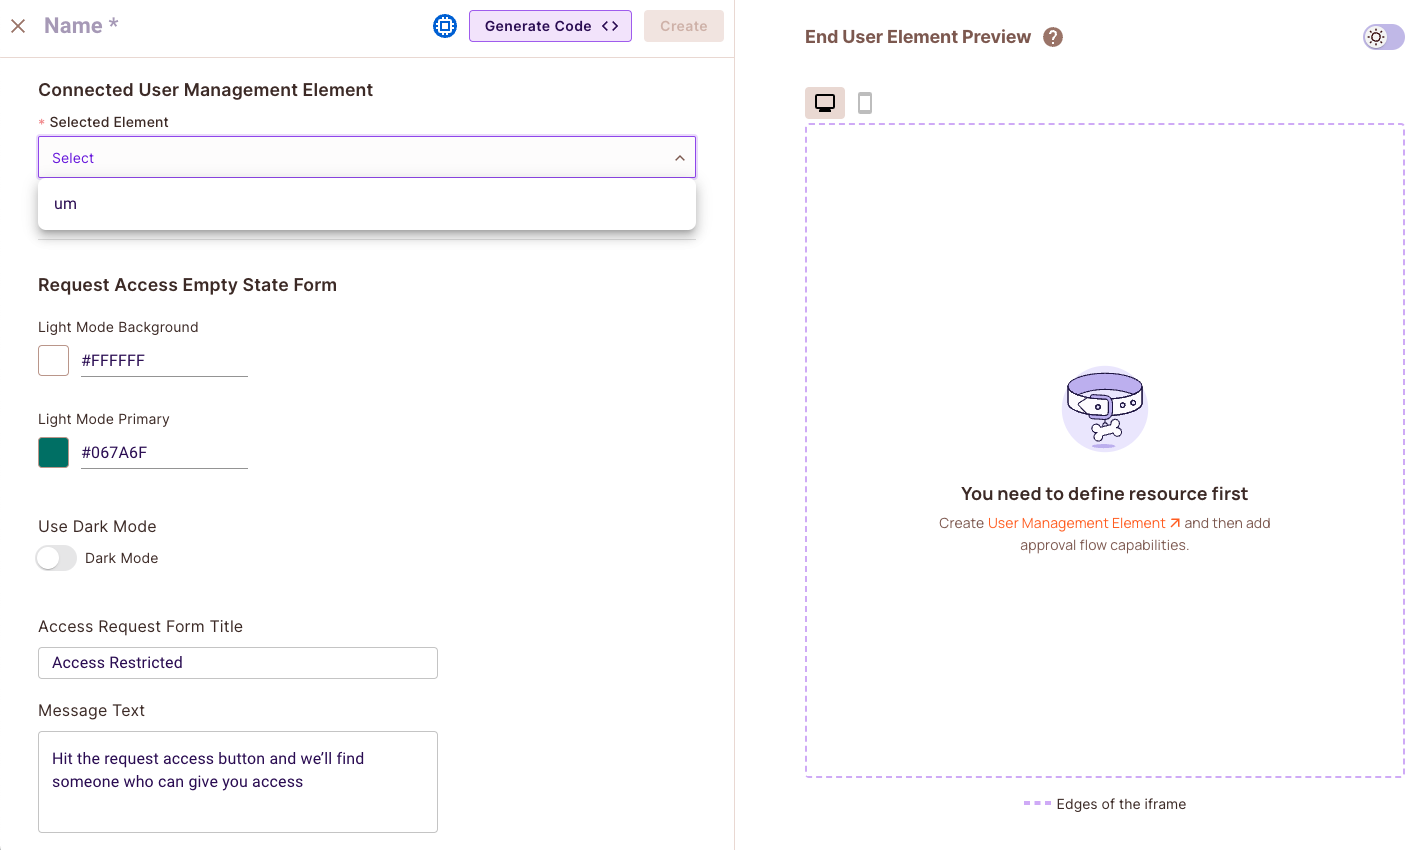 Name *
Generate Code
Create
Connected User Management Element
* Selected Element
Select
um
Request Access Empty State Form
Light Mode Background
#FFFFFF
Light Mode Primary
#067A6F
Use Dark Mode
Dark Mode
Access Request Form Title
Access Restricted
Message Text
Hit the request access button and we’ll find
someone who can give you access
End User Element Preview
You need to define resource first
Create User Management Element and then add
approval flow capabilities.
Edges of the iframe